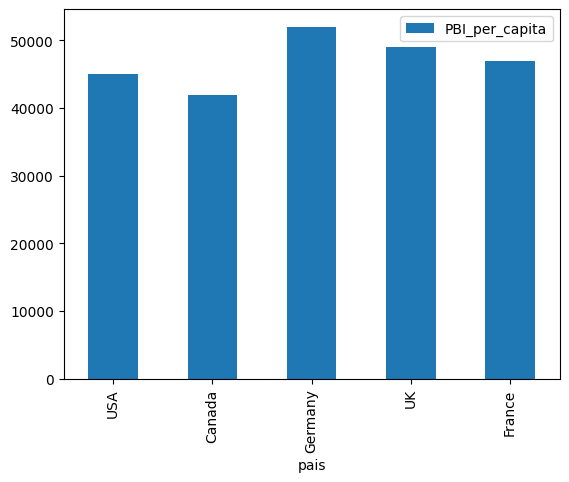 PBI_per_capita
50000
40000
30000
20000
10000
0
USA
Canada
Germany
UK
France
pais